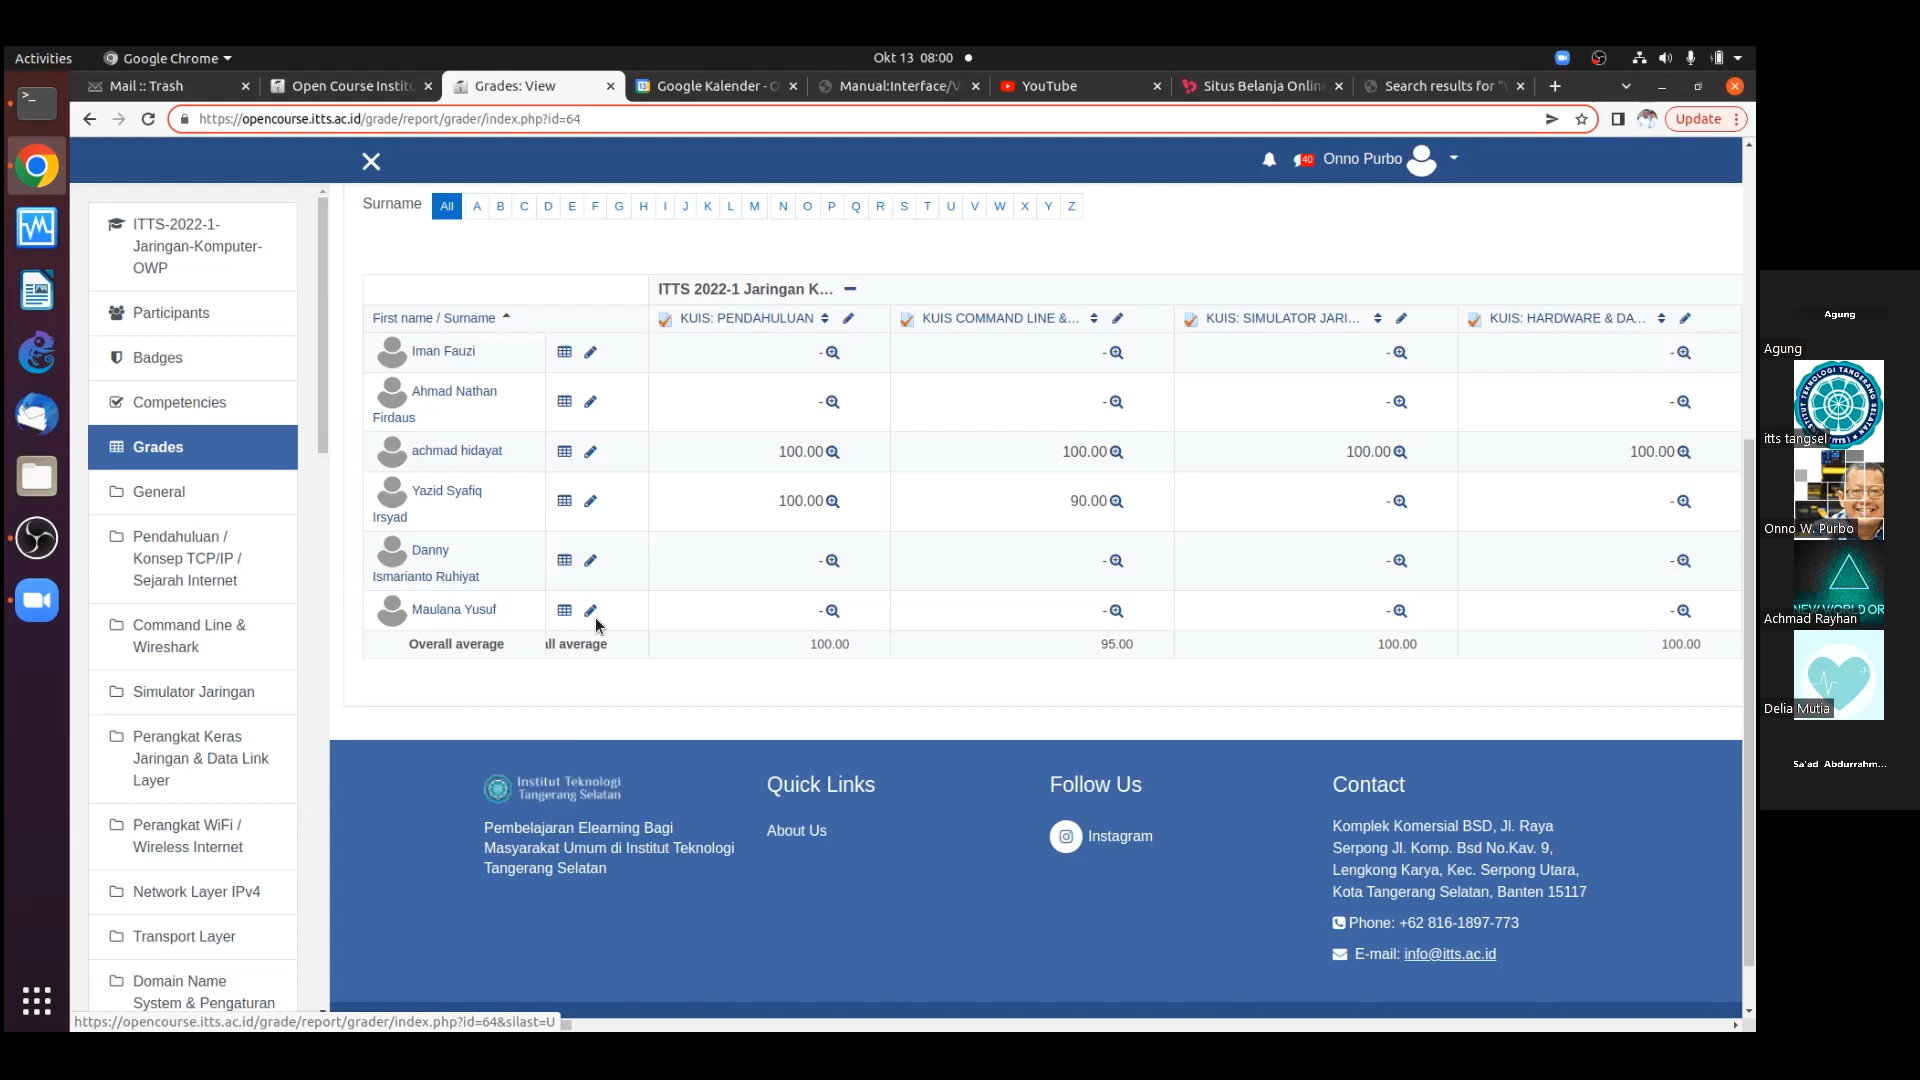 Activities
Google Chrome
Okt 13 08:00
Mail :: Trash
Open Course Instit
Grades: View
Google Kalender - O
Manual:Interface/V
YouTube
Situs Belanja Onlin
Search results for "
https://opencourse.itts.ac.id/grade/report/grader/index.php?id=64
Update
40
Onno Purbo
Surname
All A B C D E F G H I J K L M N O P Q R S T U V W X Y Z
ITTS-2022-1-
Jaringan-Komputer-
OWP
Participants
Badges
Competencies
Grades
General
Pendahuluan /
Konsep TCP/IP /
Sejarah Internet
Command Line &
Wireshark
Simulator Jaringan
Perangkat Keras
Jaringan & Data Link
Layer
Perangkat WiFi /
Wireless Internet
Network Layer IPv4
Transport Layer
Domain Name
System & Pengaturan
ITTS 2022-1 Jaringan K...
First name / Surname
KUIS: PENDAHULUAN
KUIS COMMAND LINE &...
KUIS: SIMULATOR JARI...
KUIS: HARDWARE & DA...
Iman Fauzi - - - -
Ahmad Nathan
Firdaus - - - -
achmad hidayat 100.00 100.00 100.00 100.00
Yazid Syafiq
Irsyad 100.00 90.00 - -
Danny
Ismarianto Ruhiyat - - - -
Maulana Yusuf - - - -
Overall average ll average 100.00 95.00 100.00 100.00
Institut Teknologi
Tangerang Selatan
Pembelajaran Elearning Bagi
Masyarakat Umum di Institut Teknologi
Tangerang Selatan
Quick Links
About Us
Follow Us
Instagram
Contact
Komplek Komersial BSD, Jl. Raya
Serpong Jl. Komp. Bsd No.Kav. 9,
Lengkong Karya, Kec. Serpong Utara,
Kota Tangerang Selatan, Banten 15117
Phone: +62 816-1897-773
E-mail: info@itts.ac.id
https://opencourse.itts.ac.id/grade/report/grader/index.php?id=64&silast=U
Agung
Agung
itts tangsel
Onno W. Purbo
NEW WORLD OR
Achmad Rayhan
Delia Mutia
Sa'ad Abdurrahm...